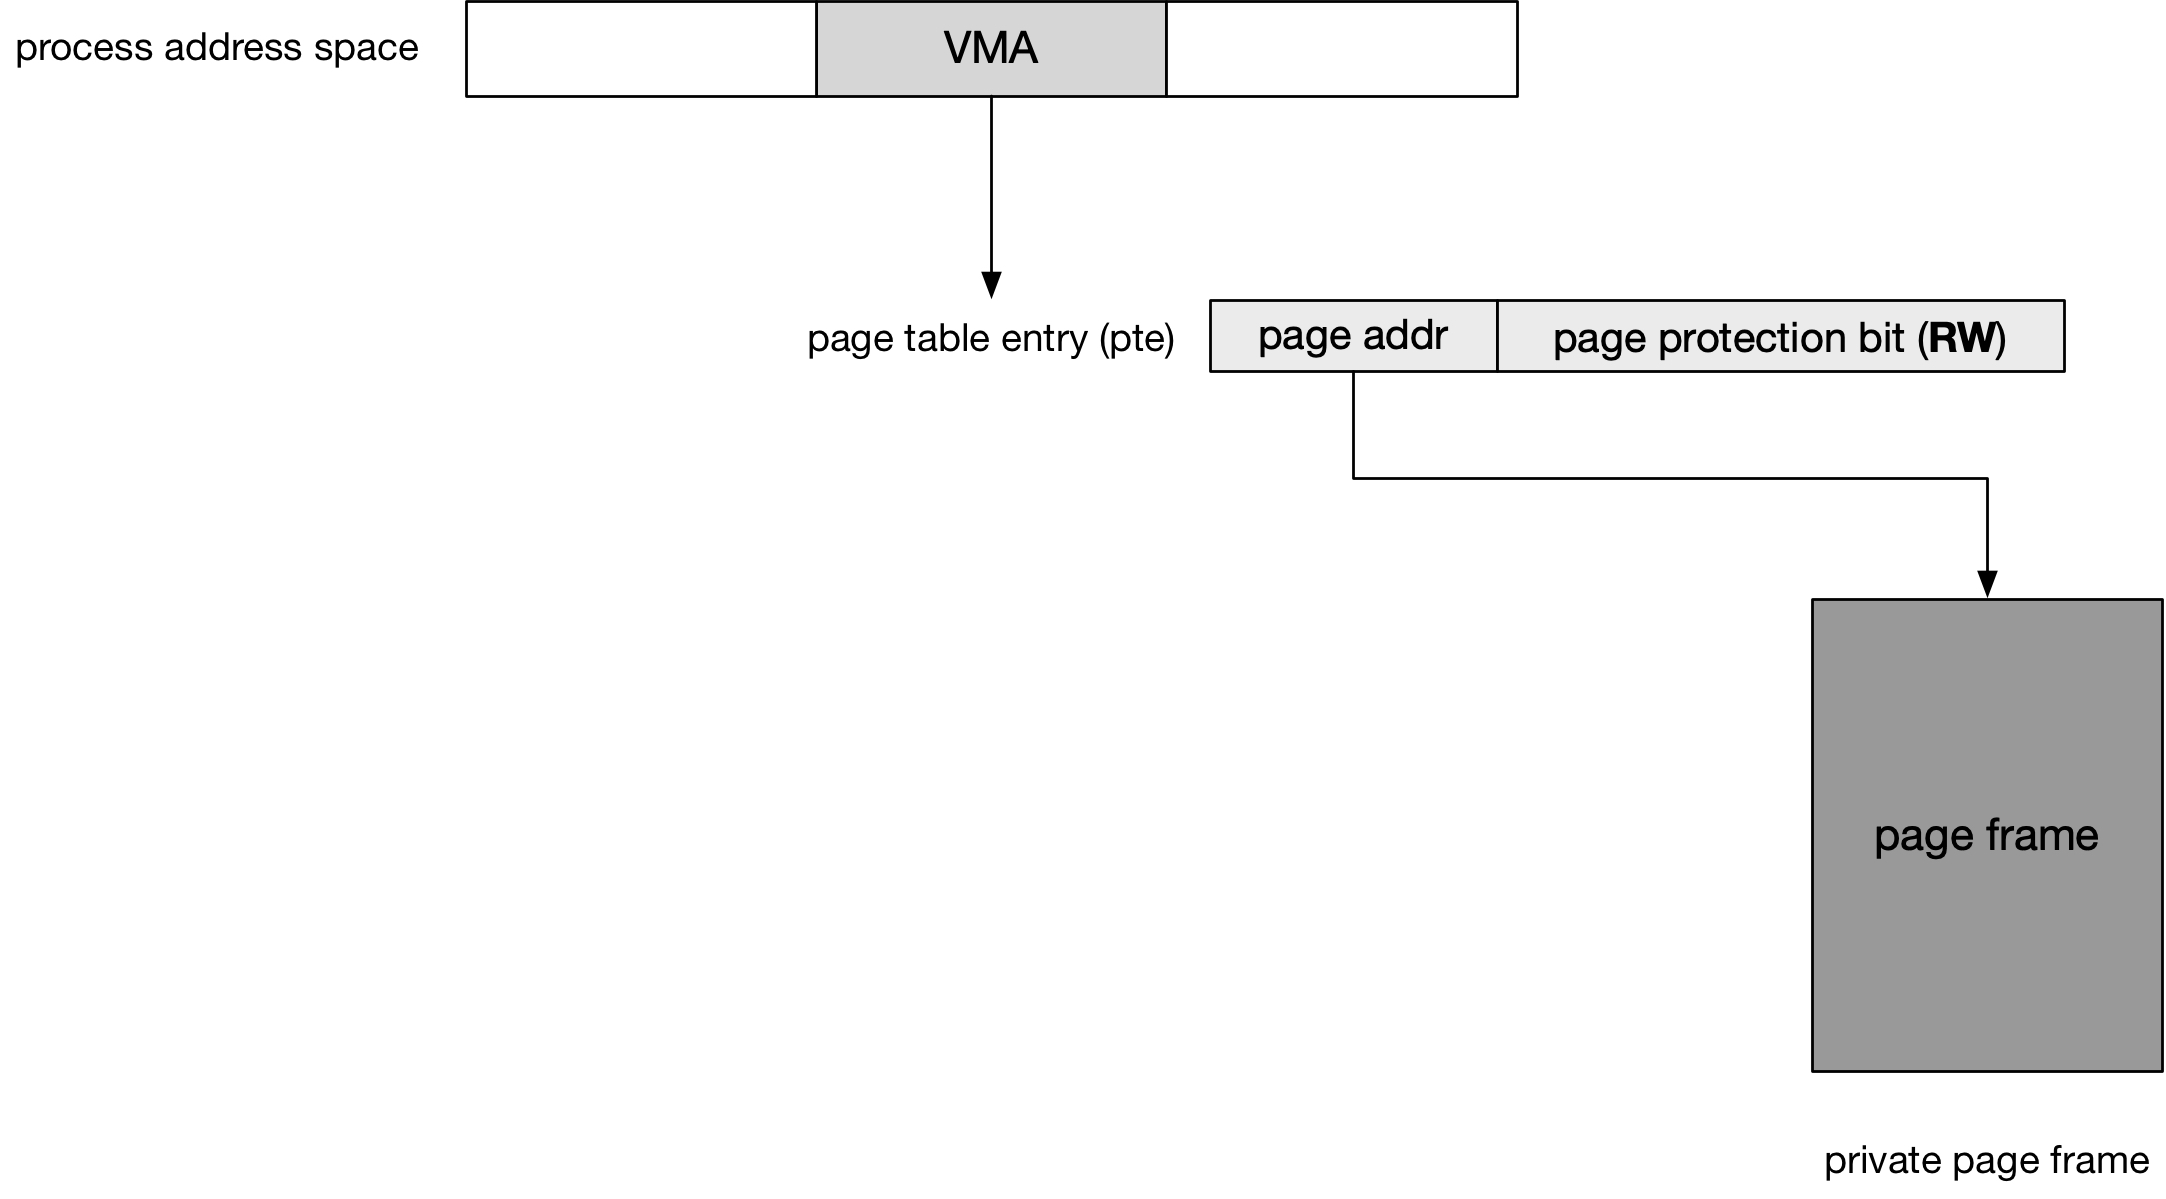 process address space
VMA
page table entry (pte)
page addr
page protection bit (RW)
page frame
private page frame